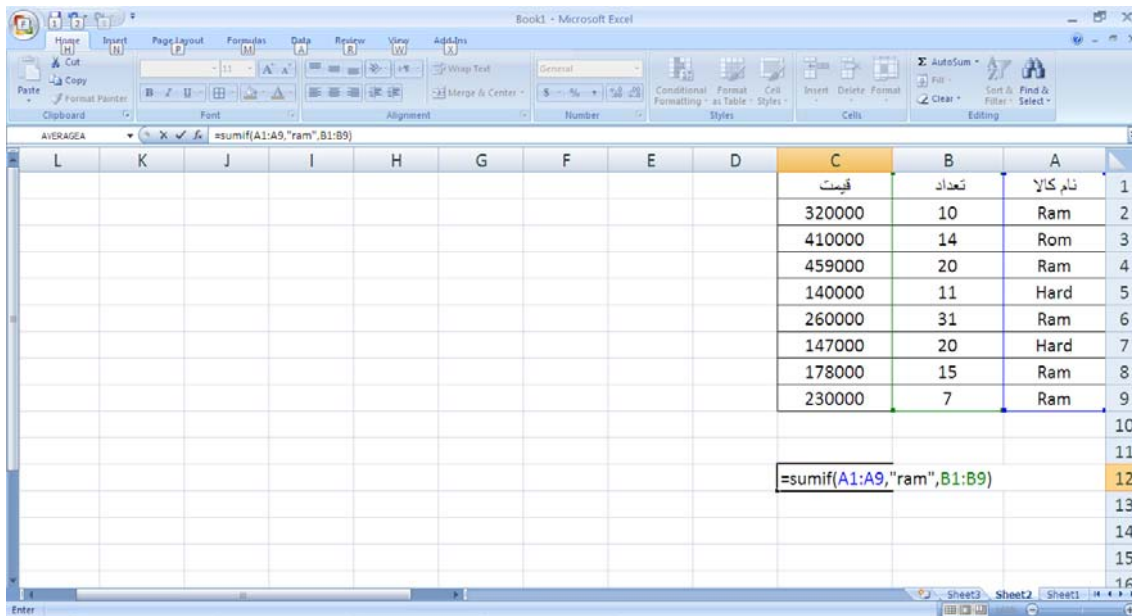 Book1 - Microsoft Excel
1 2 3
Home Insert Page Layout Formulas Data Review View Add-Ins
F H N P M A R W X
Paste Cut Copy Format Painter
11 A A B I U A
Wrap Text Merge & Center
General $ % ,
Conditional Formatting Format as Table Cell Styles
Insert Delete Format
Σ AutoSum Fill Clear Sort & Filter Find & Select
Clipboard Font Alignment Number Styles Cells Editing
AVERAGEA fx =sumif(A1:A9,"ram",B1:B9)
L K J I H G F E D C B A
قیمت تعداد نام کالا 1
320000 10 Ram 2
410000 14 Rom 3
459000 20 Ram 4
140000 11 Hard 5
260000 31 Ram 6
147000 20 Hard 7
178000 15 Ram 8
230000 7 Ram 9
10
11
=sumif(A1:A9,"ram",B1:B9) 12
13
14
15
16
Sheet3 Sheet2 Sheet1
Enter